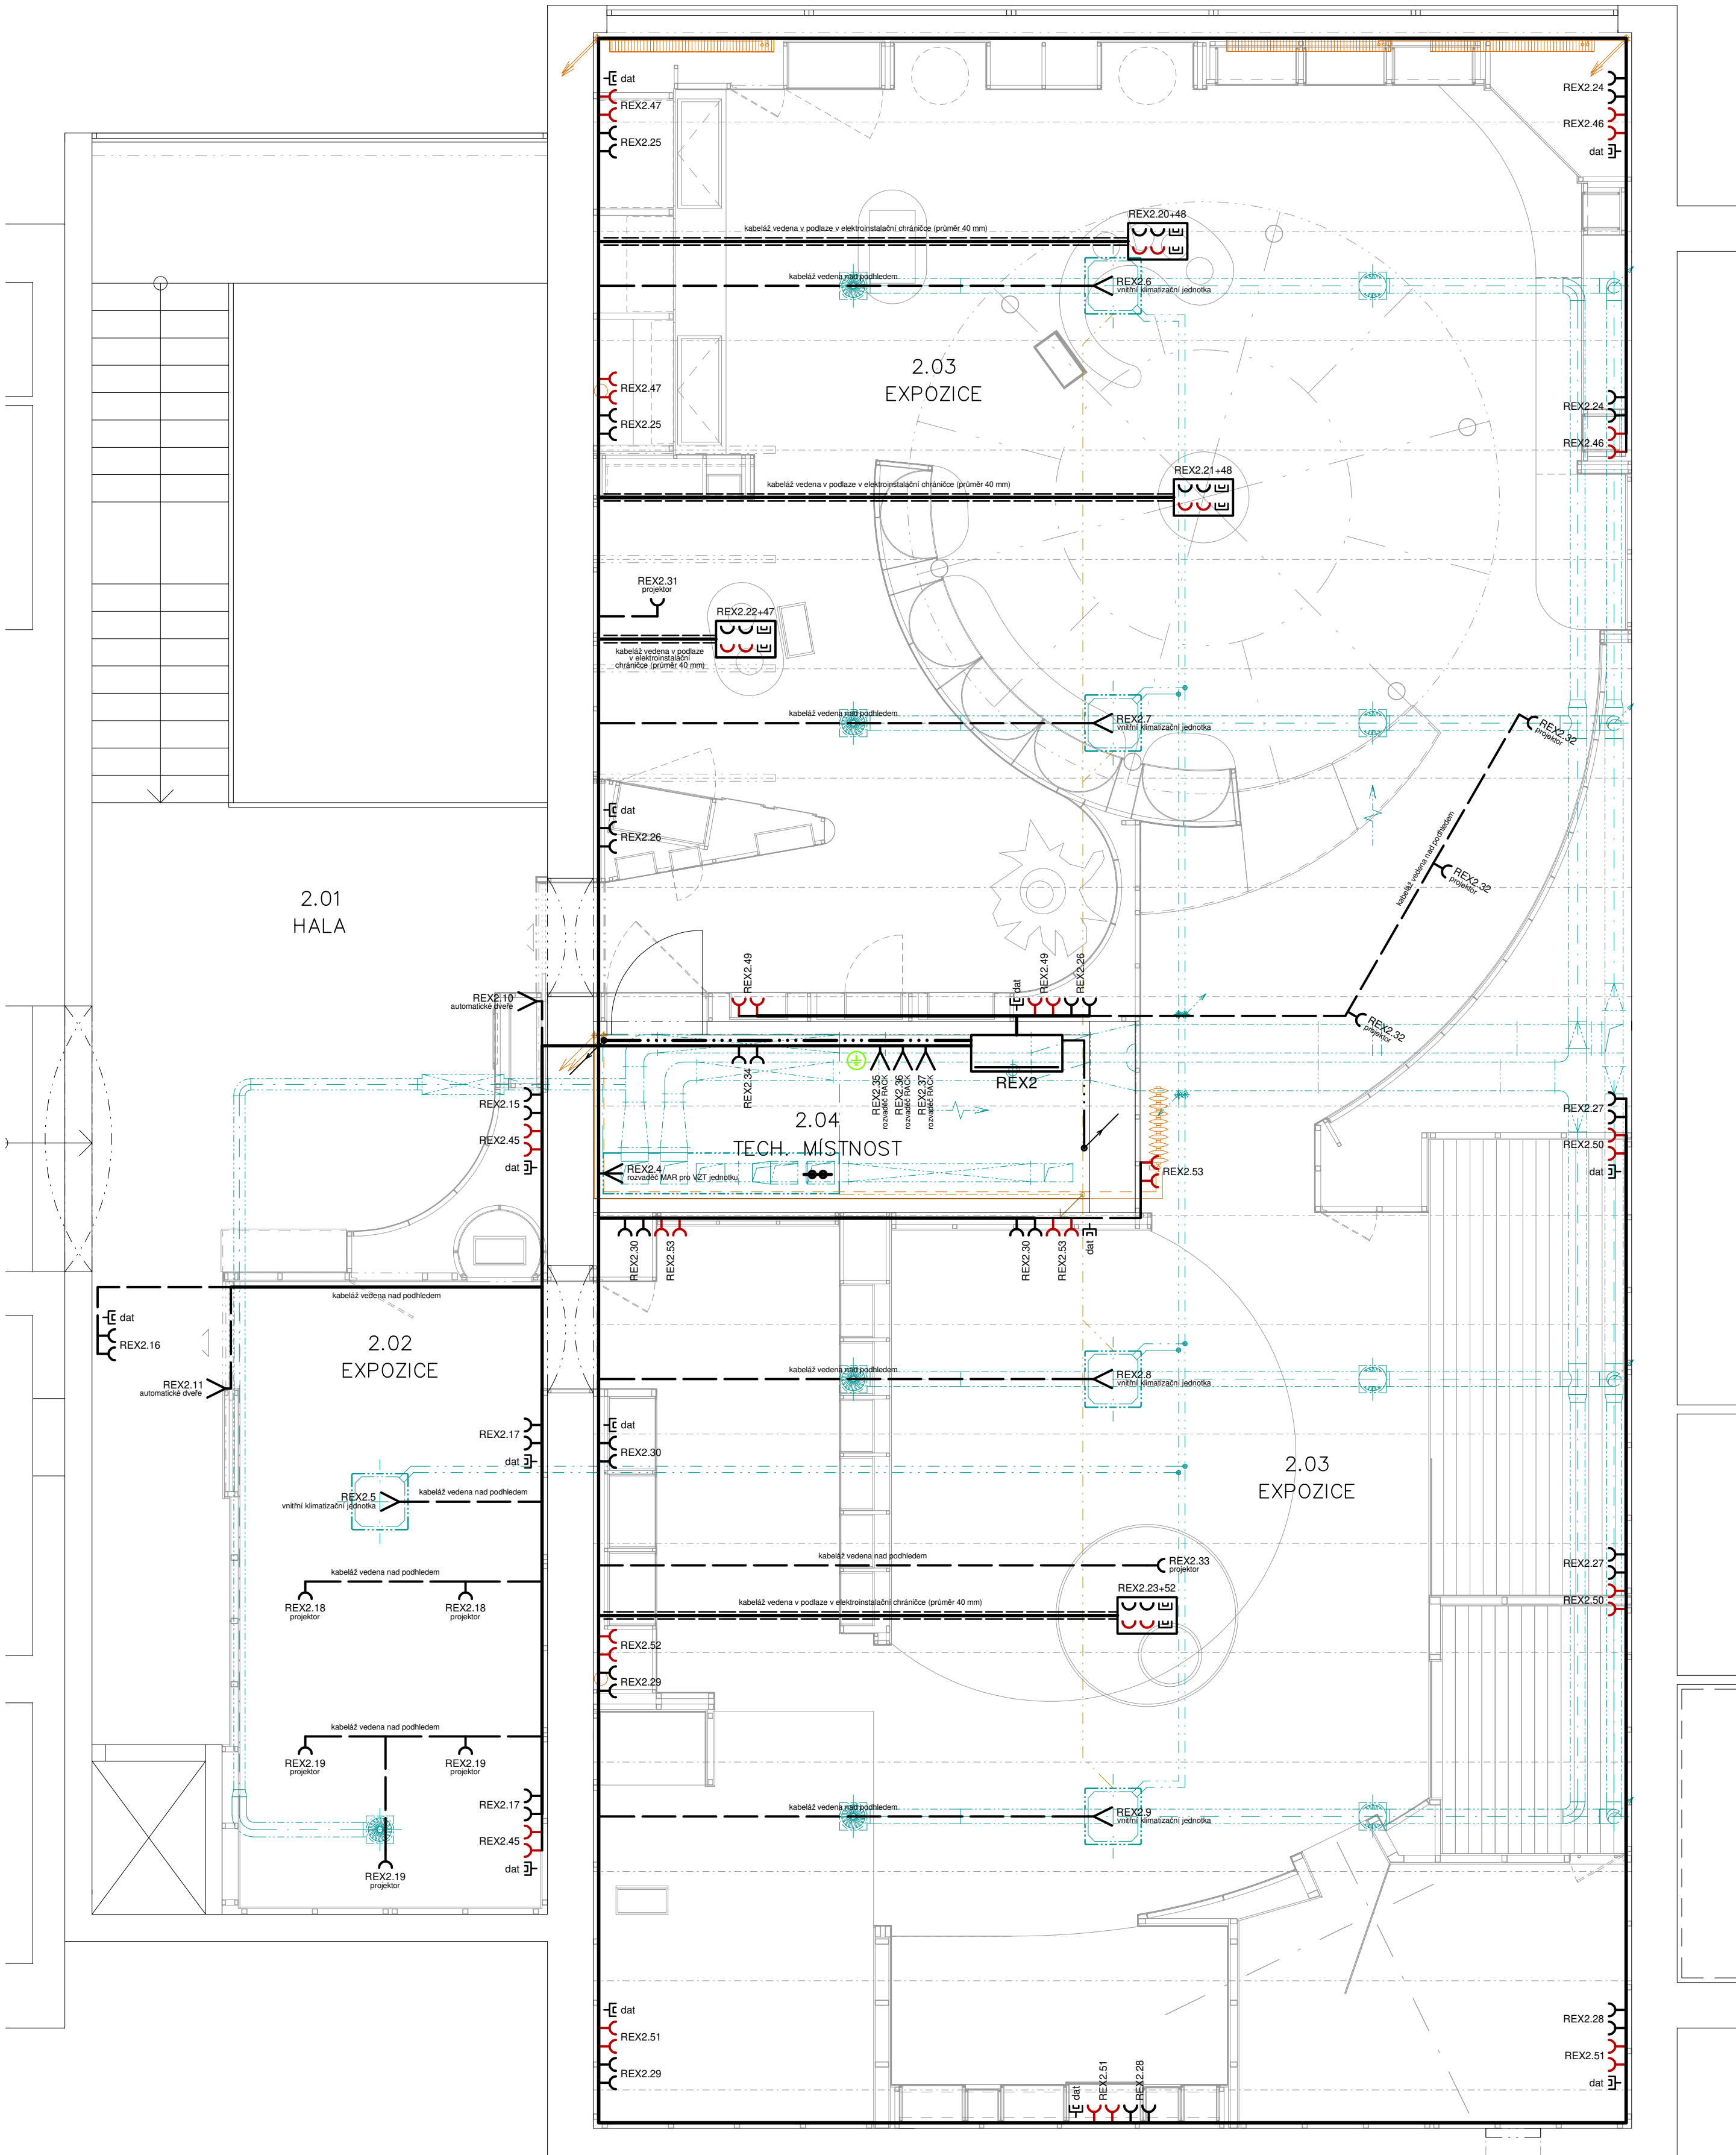 dat
REX2.47
REX2.25
REX2.24
REX2.46
dat
kabeláž vedena v podlaze v elektroinstalační chráničce (průměr 40 mm)
REX2.20+48
kabeláž vedena nad podhledem
REX2.6
vnitřní klimatizační jednotka
2.03
EXPOZICE
REX2.47
REX2.25
REX2.24
REX2.46
kabeláž vedena v podlaze v elektroinstalační chráničce (průměr 40 mm)
REX2.21+48
REX2.31
projektor
REX2.22+47
kabeláž vedena v podlaze
v elektroinstalační
chráničce (průměr 40 mm)
kabeláž vedena nad podhledem
REX2.7
vnitřní klimatizační jednotka
REX2.32
projektor
dat
REX2.26
kabeláž vedena nad podhledem
REX2.32
projektor
2.01
HALA
REX2.49
dat
REX2.49
REX2.26
REX2.10
automatické dveře
REX2.32
projektor
REX2.34
REX2.35
rozvaděč RACK
REX2.36
rozvaděč RACK
REX2.37
rozvaděč RACK
REX2
REX2.15
REX2.45
dat
2.04
TECH. MÍSTNOST
REX2.4
rozvaděč MAR pro VZT jednotku
REX2.53
REX2.27
REX2.50
dat
REX2.30
REX2.53
REX2.30
REX2.53
dat
kabeláž vedena nad podhledem
dat
REX2.16
2.02
EXPOZICE
REX2.11
automatické dveře
kabeláž vedena nad podhledem
REX2.8
vnitřní klimatizační jednotka
REX2.17
dat
dat
REX2.30
2.03
EXPOZICE
REX2.5
vnitřní klimatizační jednotka
kabeláž vedena nad podhledem
kabeláž vedena nad podhledem
REX2.33
projektor
REX2.27
REX2.50
kabeláž vedena nad podhledem
REX2.18
projektor
REX2.18
projektor
REX2.23+52
kabeláž vedena v podlaze v elektroinstalační chráničce (průměr 40 mm)
REX2.52
REX2.29
kabeláž vedena nad podhledem
REX2.19
projektor
REX2.19
projektor
REX2.17
REX2.45
dat
REX2.19
projektor
kabeláž vedena nad podhledem
REX2.9
vnitřní klimatizační jednotka
dat
REX2.51
REX2.29
REX2.28
REX2.51
dat
dat
REX2.51
REX2.28